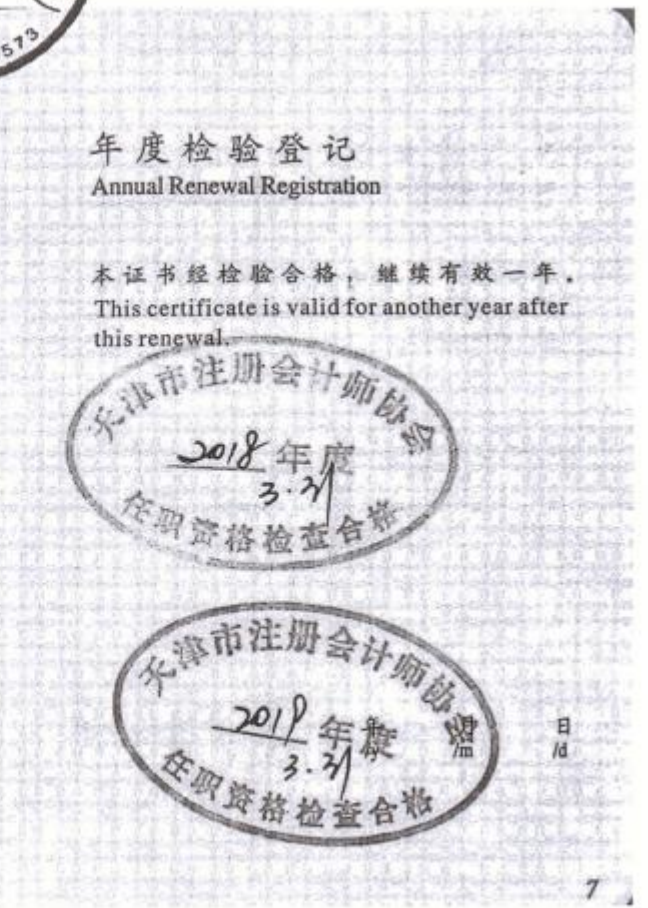 573
年度检验登记
Annual Renewal Registration
本证书经检验合格，继续有效一年。
This certificate is valid for another year after
this renewal.
天津市注册会计师协会
2018 年度
3.31
任职资格检查合格
天津市注册会计师协会
2019 年度
3.31
任职资格检查合格
年 月 日
/m /d
7